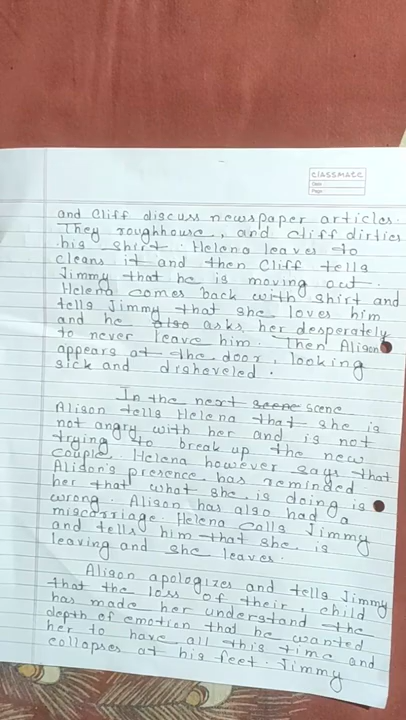 classmate
Date
Page
and Cliff discuss newspaper articles.
They roughhouse, and cliff dirties
his shirt. Helena leaves to
cleans it and then Cliff tells
Jimmy that he is moving out.
Helena comes back with shirt and
tells Jimmy that she loves him
and he also asks her desperately
to never leave him. Then Alison
appears at the door, looking
sick and disheveled.
In the next scene scene
Alison tells Helena that she is
not angry with her and is not
trying to break up the new
couple. Helena however says that
Alison's presence has reminded
her that what she is doing is
wrong. Alison has also had a
miscarriage. Helena calls Jimmy
and tells him that she is
leaving and she leaves.
Alison apologizes and tells Jimmy
that the loss of their child
has made her understand the
depth of emotion that he wanted
her to have all this time and
collapses at his feet. Jimmy